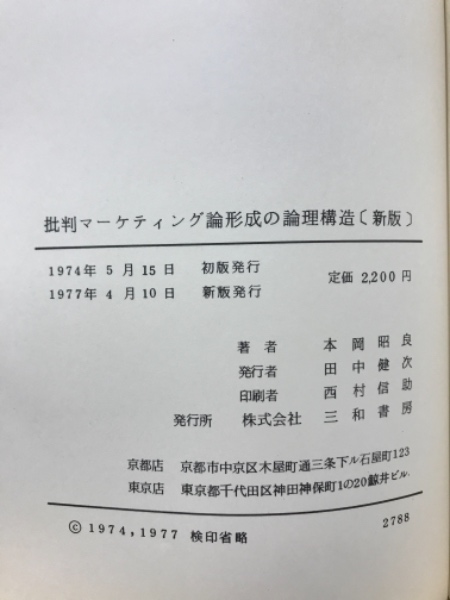 批判マーケティング論形成の論理構造〔新版〕
1974年 5月 15日 初版発行
1977年 4月 10日 新版発行
定価 2,200円
著者 本岡昭良
発行者 田中健次
印刷者 西村信助
発行所 株式会社 三和書房
京都店 京都市中京区木屋町通三条下ル石屋町123
東京店 東京都千代田区神田神保町1の20鯨井ビル.
© 1974,1977 検印省略
2788